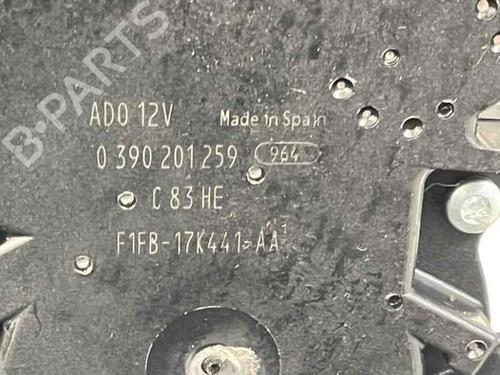 B-PARTS
ADO 12V Made in Spain
0 390 201 259 964
C 83 HE
F1FB-17K441-AA